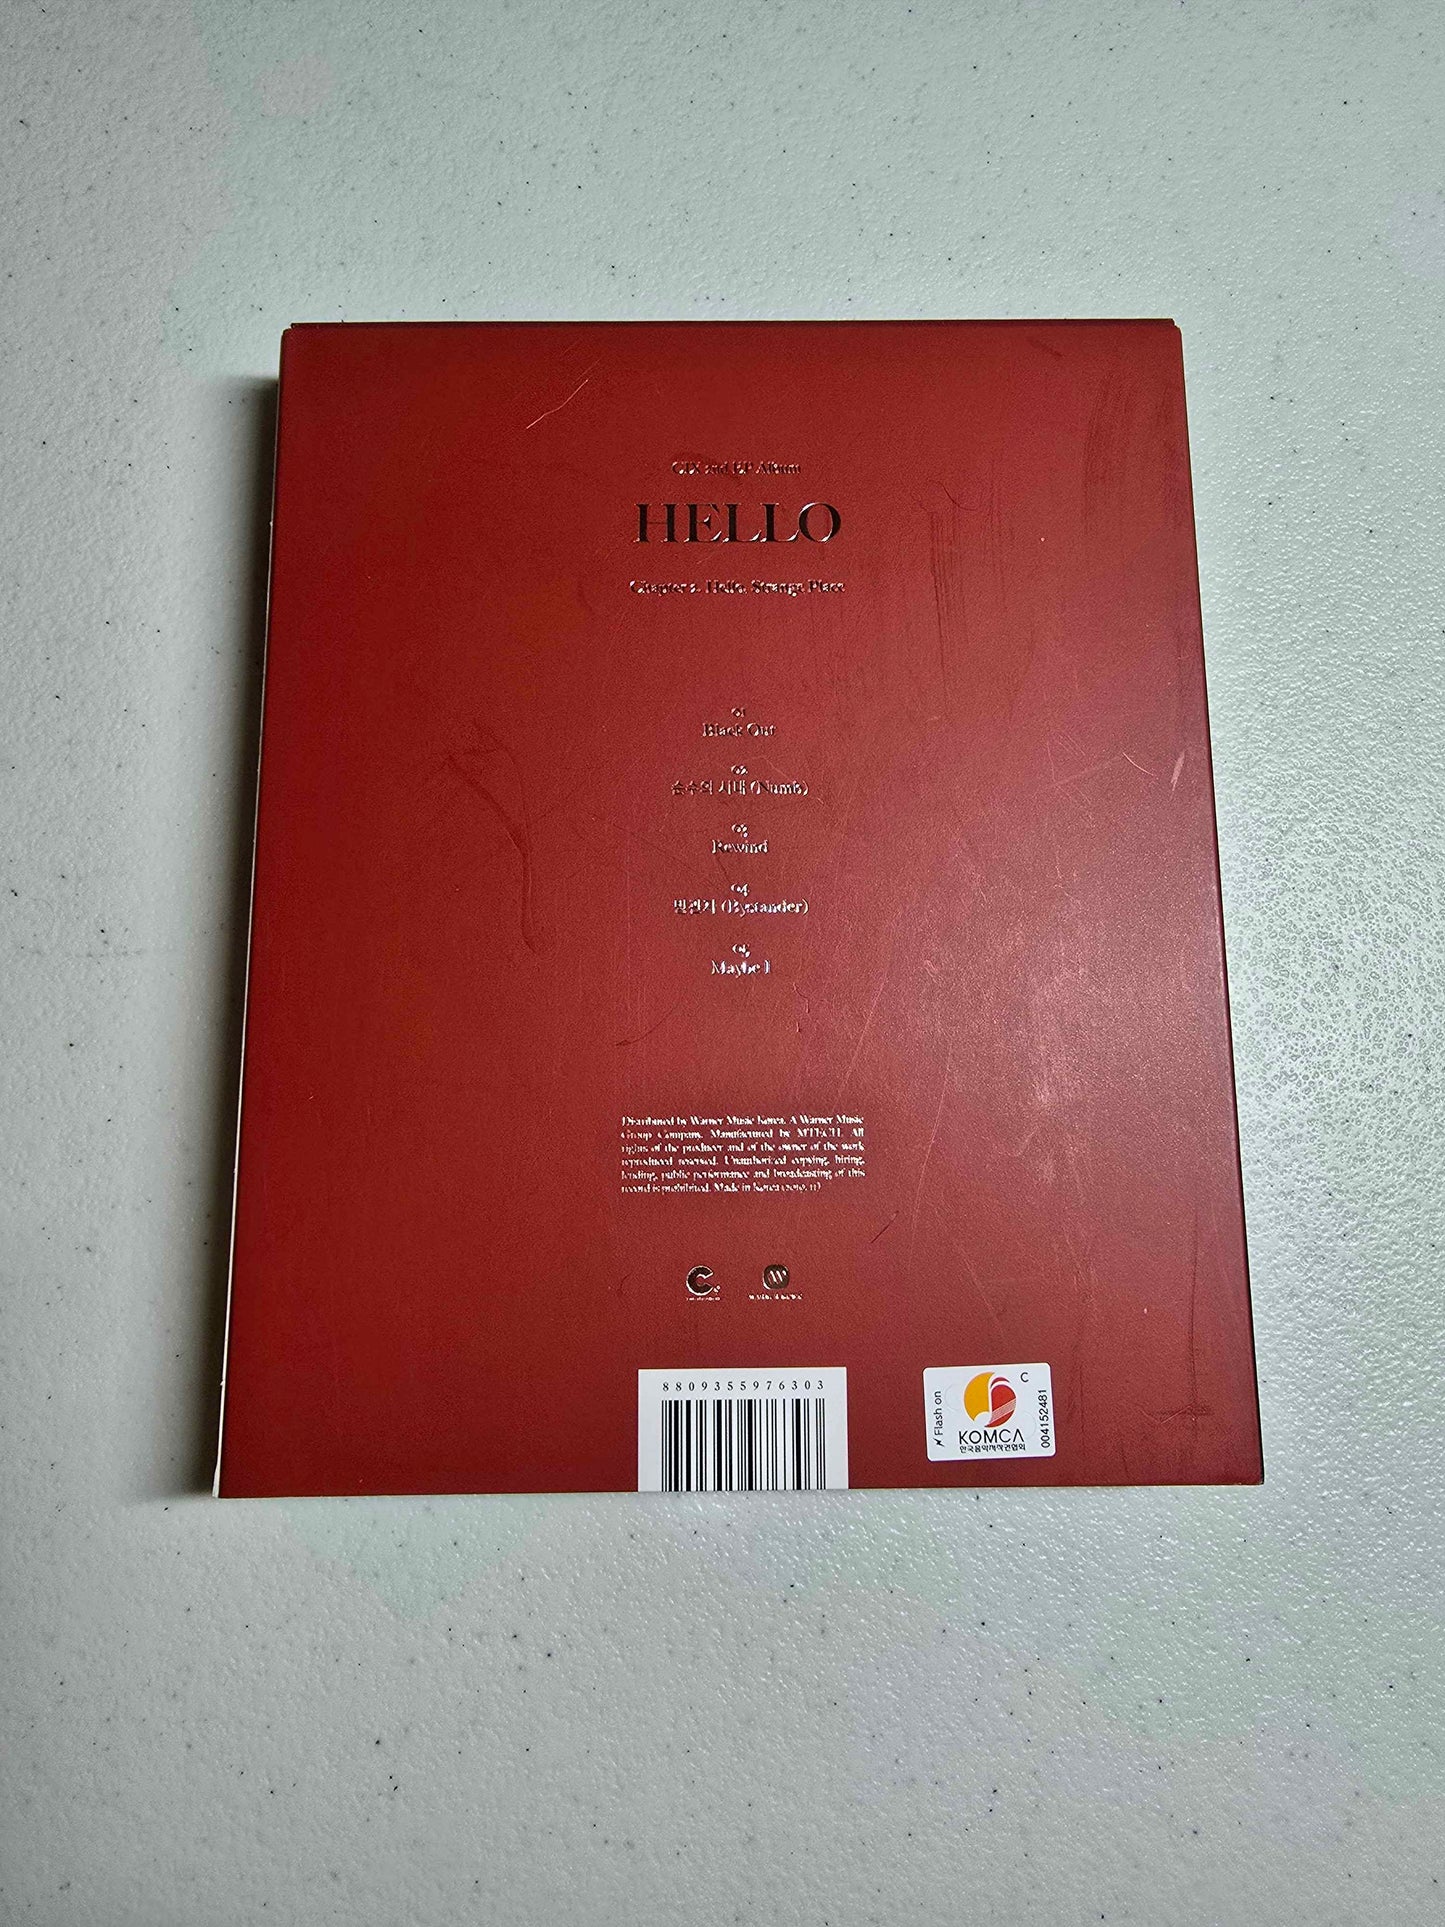 CIX 2nd EP Album
HELLO
Chapter 2. Hello, Strange Place
01
Black Out
02
순수의 시대 (Numb)
03
Rewind
04
(Bystander)
05
Maybe I
Distributed by Warner Music Korea. A Warner Music
Group Company. Manufactured by MTECH. All
rights of the producer and of the owner of the work
reproduced reserved. Unauthorized copying, hiring,
lending, public performance and broadcasting of this
record is prohibited. Made in Korea (2019. 11)
C
8809355976303
Flash on
KOMCA
한국음악저작권협회
C
004152481